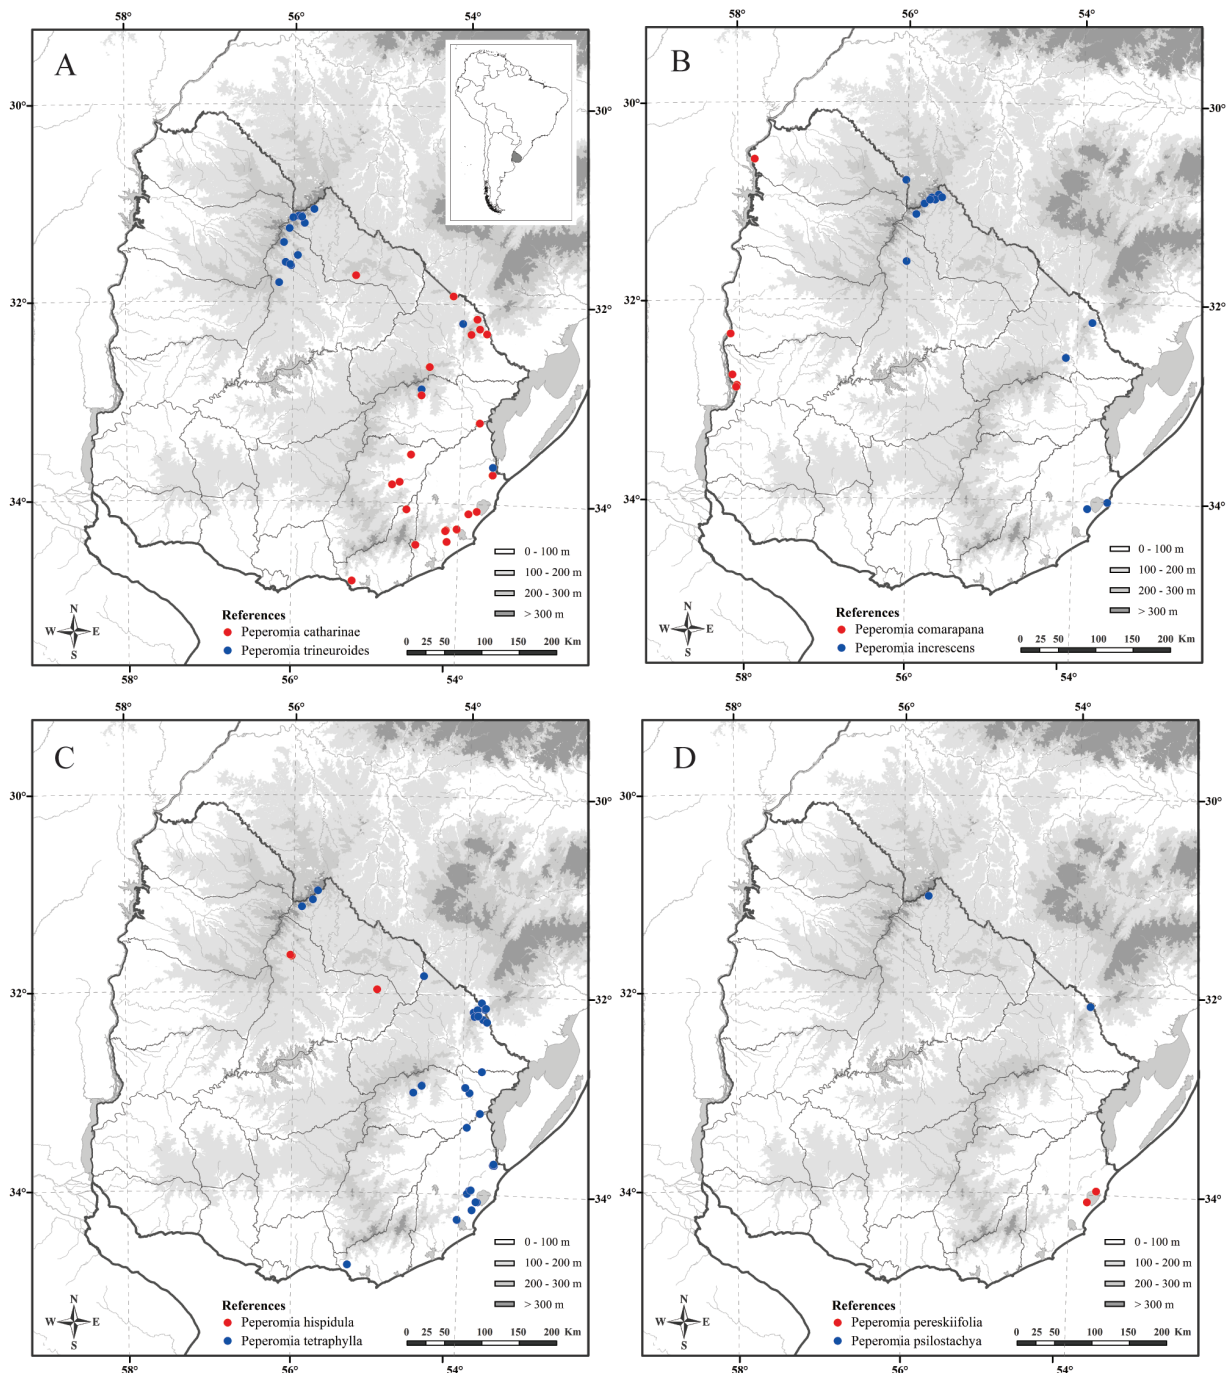 58° 56° 54°
A
30° 30°
32° 32°
34° 34°
0 - 100 m
100 - 200 m
200 - 300 m
> 300 m
N
W E
S
References
Peperomia catharinae
Peperomia trineuroides
0 25 50 100 150 200 Km
58° 56° 54°
58° 56° 54°
B
30° 30°
32° 32°
34° 34°
0 - 100 m
100 - 200 m
200 - 300 m
> 300 m
N
W E
S
References
Peperomia comarapana
Peperomia increscens
0 25 50 100 150 200 Km
58° 56° 54°
58° 56° 54°
C
30° 30°
32° 32°
34° 34°
0 - 100 m
100 - 200 m
200 - 300 m
> 300 m
N
W E
S
References
Peperomia hispidula
Peperomia tetraphylla
0 25 50 100 150 200 Km
58° 56° 54°
58° 56° 54°
D
30° 30°
32° 32°
34° 34°
0 - 100 m
100 - 200 m
200 - 300 m
> 300 m
N
W E
S
References
Peperomia pereskiifolia
Peperomia psilostachya
0 25 50 100 150 200 Km
58° 56° 54°